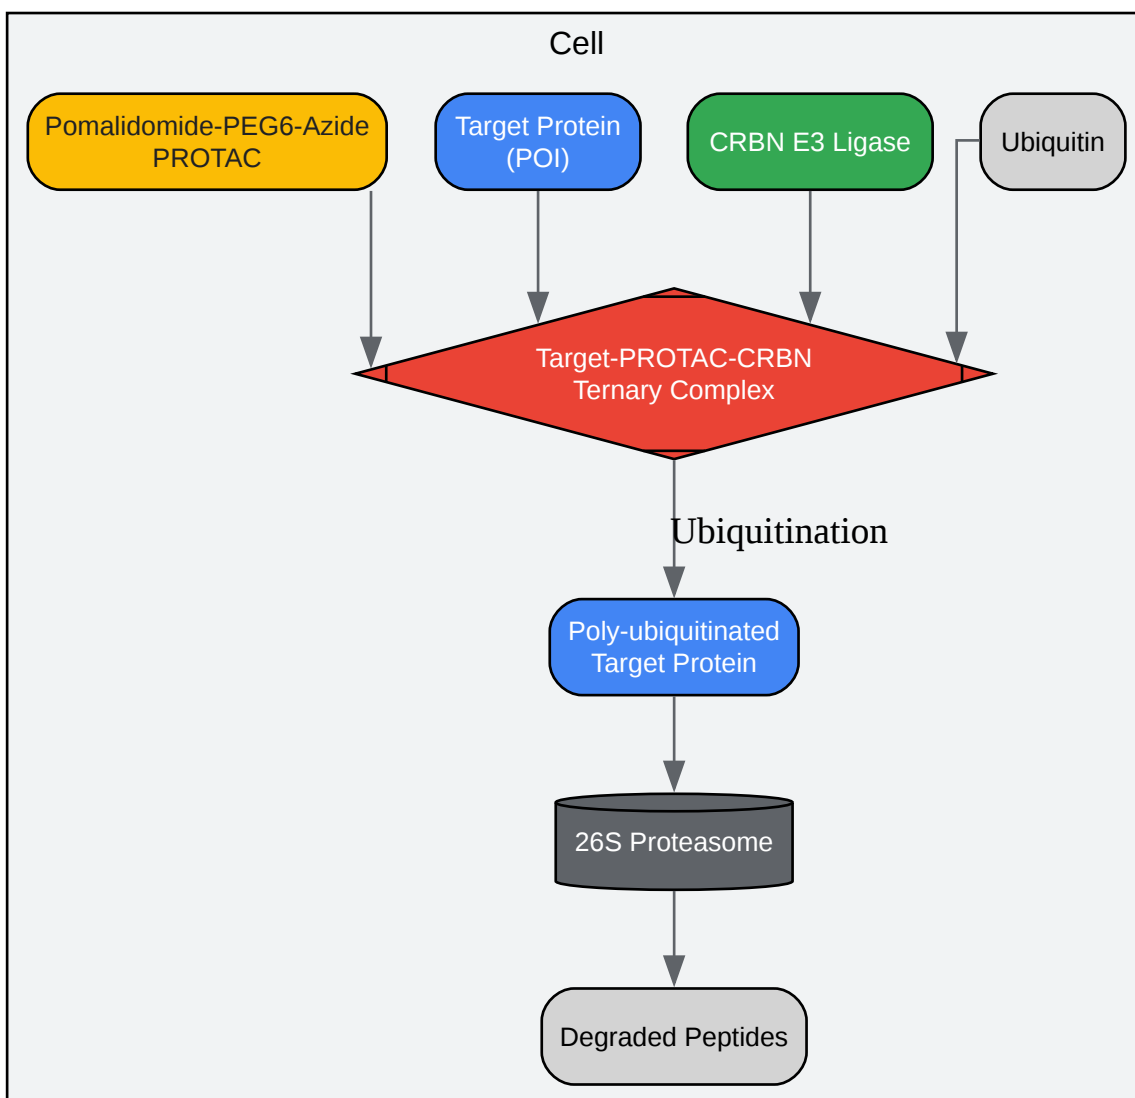 Cell
Pomalidomide-PEG6-Azide
PROTAC
Target Protein
(POI)
CRBN E3 Ligase
Ubiquitin
Target-PROTAC-CRBN
Ternary Complex
Ubiquitination
Poly-ubiquitinated
Target Protein
26S Proteasome
Degraded Peptides